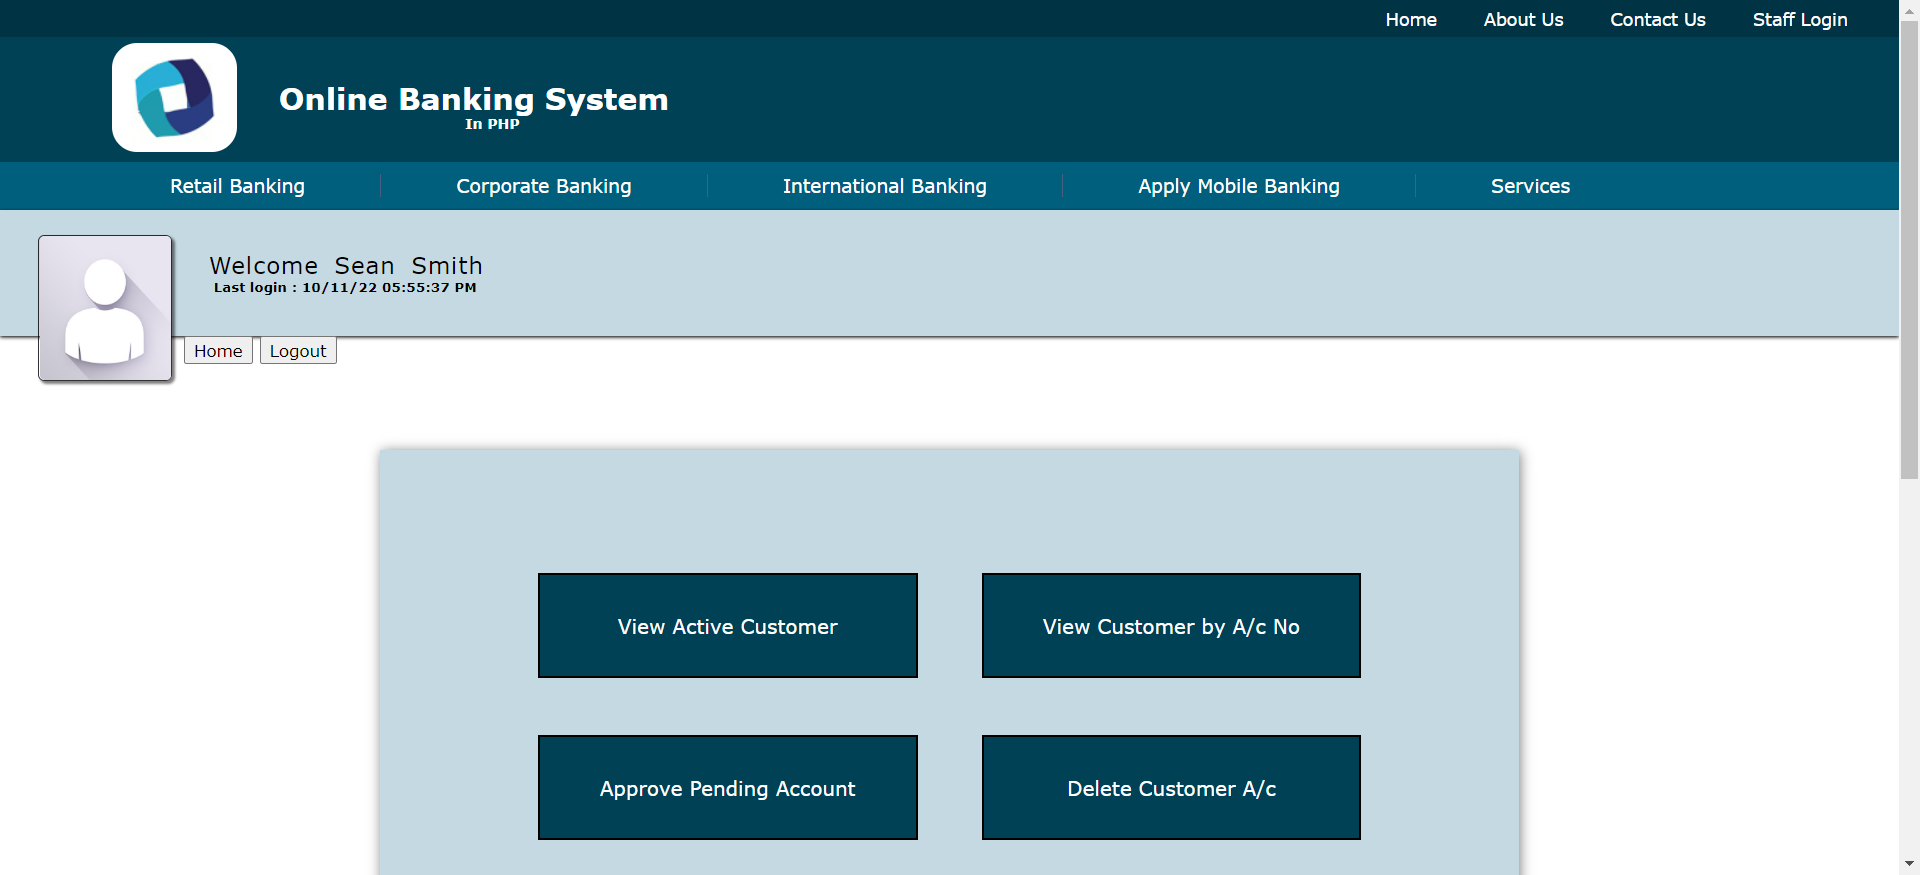 Home About Us Contact Us Staff Login
Online Banking System
In PHP
Retail Banking Corporate Banking International Banking Apply Mobile Banking Services
Welcome Sean Smith
Last login : 10/11/22 05:55:37 PM
Home Logout
View Active Customer View Customer by A/c No
Approve Pending Account Delete Customer A/c